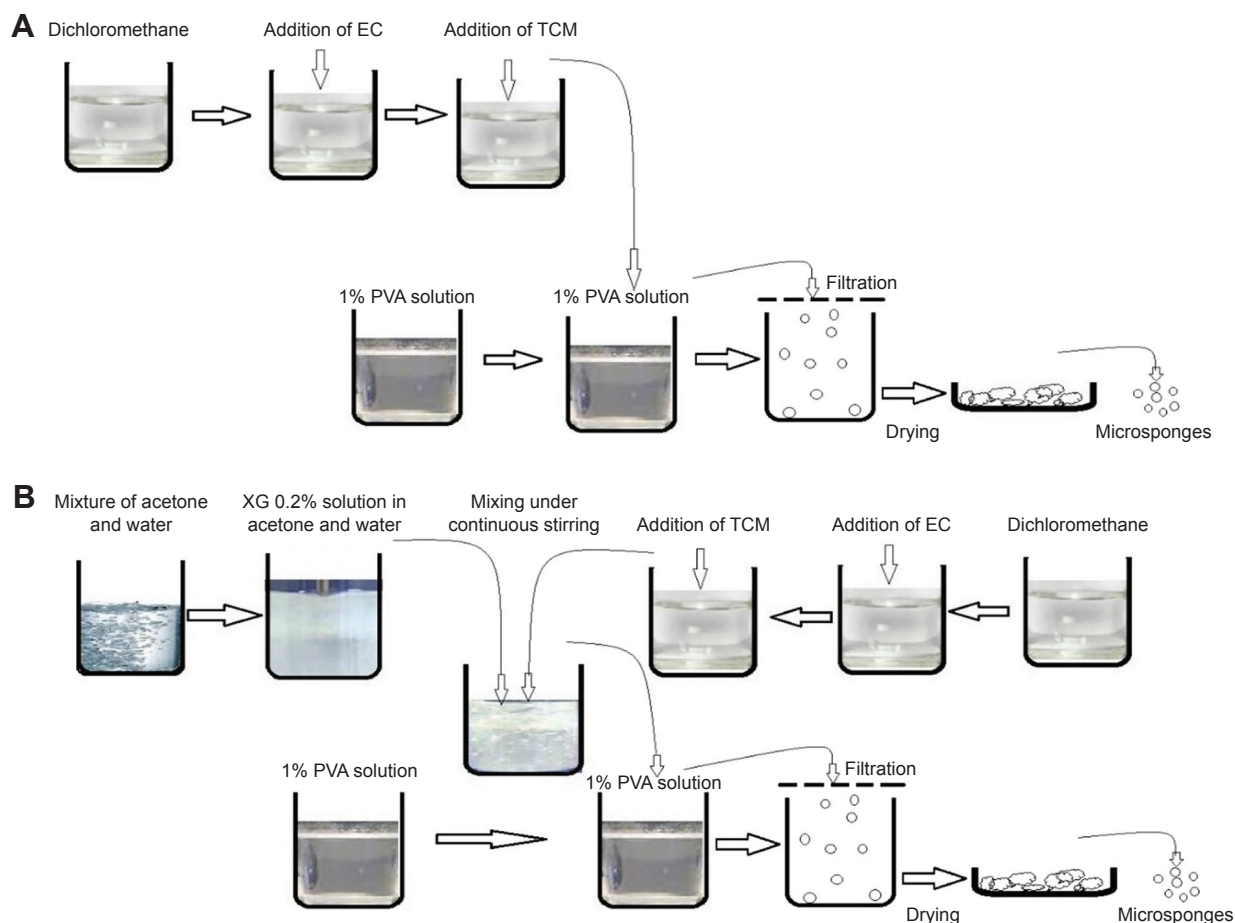 A
Dichloromethane
Addition of EC
Addition of TCM
1% PVA solution
1% PVA solution
Filtration
Drying
Microsponges
B
Mixture of acetone
and water
XG 0.2% solution in
acetone and water
Mixing under
continuous stirring
Addition of TCM
Addition of EC
Dichloromethane
1% PVA solution
1% PVA solution
Filtration
Drying
Microsponges